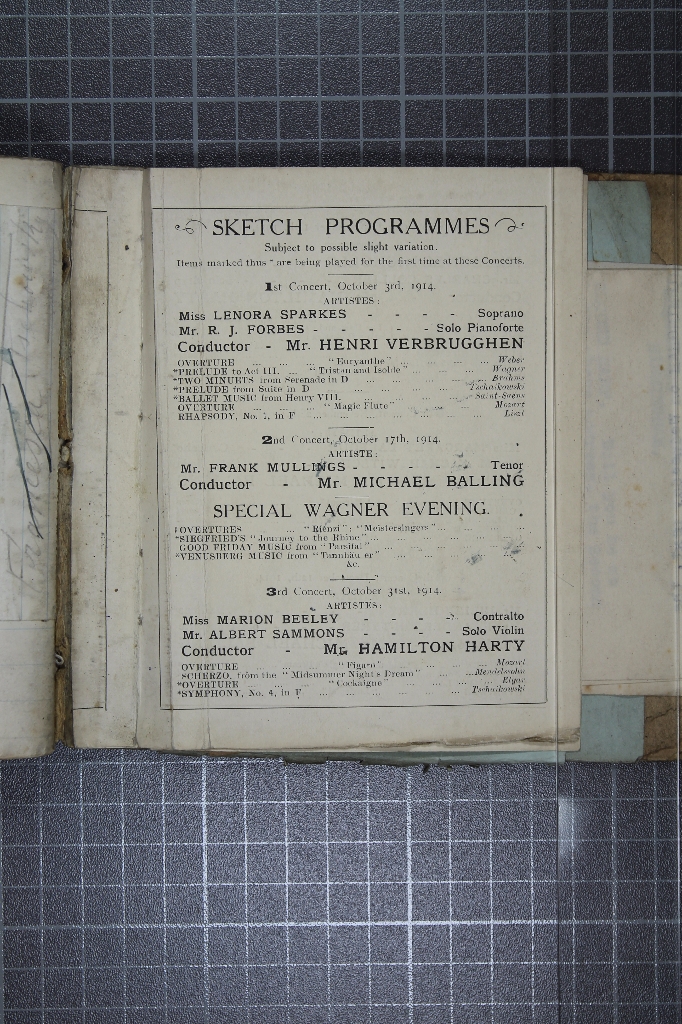 SKETCH PROGRAMMES
Subject to possible slight variation.
Items marked thus * are being played for the first time at these Concerts.
1st Concert, October 3rd, 1914.
ARTISTES:
Miss LENORA SPARKES - - - - Soprano
Mr. R. J. FORBES - - - - - Solo Pianoforte
Conductor - Mr. HENRI VERBRUGGHEN
OVERTURE ... "Euryanthe" ... Weber
*PRELUDE to Act III. ... "Tristan and Isolde" ... Wagner
*TWO MINUETS from Serenade in D ... Brahms
*PRELUDE from Suite in D ... Tschaikowski
*BALLET MUSIC from Henry VIII. ... Saint-Saens
OVERTURE ... "Magic Flute" ... Mozart
RHAPSODY, No. 1, in F ... Liszt
2nd Concert, October 17th, 1914.
ARTISTE:
Mr. FRANK MULLINGS - - - - - Tenor
Conductor - Mr. MICHAEL BALLING
SPECIAL WAGNER EVENING.
OVERTURES ... "Rienzi"; "Meistersingers" ...
*SIEGFRIED'S "Journey to the Rhine" ...
GOOD FRIDAY MUSIC from "Parsifal" ...
*VENUSBERG MUSIC from "Tannhäuser" ...
&c.
3rd Concert, October 31st, 1914.
ARTISTES:
Miss MARION BEELEY - - - - Contralto
Mr. ALBERT SAMMONS - - - - Solo Violin
Conductor - Mr. HAMILTON HARTY
OVERTURE ... "Figaro" ... Mozart
SCHERZO, from the "Midsummer Night's Dream" ... Mendelssohn
*OVERTURE ... "Cockaigne" ... Elgar
*SYMPHONY, No. 4, in F ... Tschaikowski